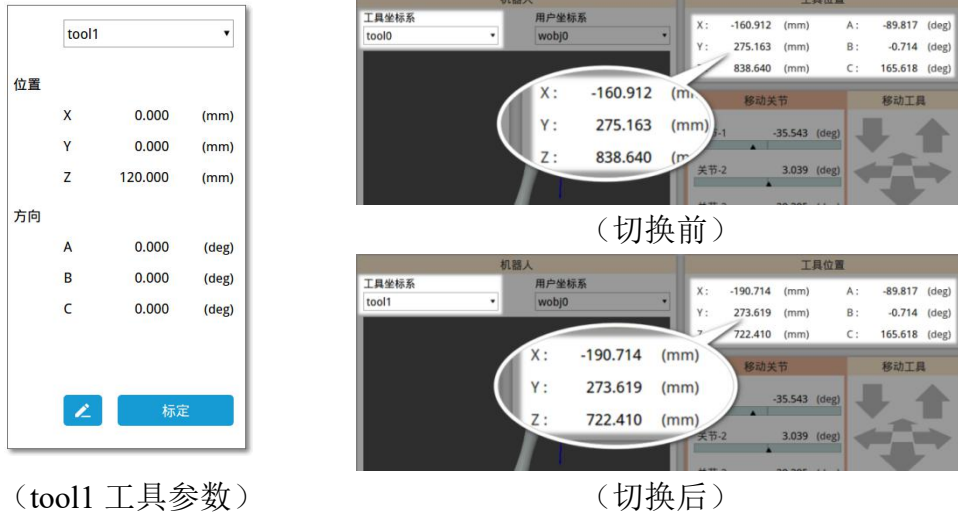 tool1
位置
X 0.000 (mm)
Y 0.000 (mm)
Z 120.000 (mm)
方向
A 0.000 (deg)
B 0.000 (deg)
C 0.000 (deg)
标定
（tool1 工具参数）
工具坐标系 用户坐标系
tool0 wobj0
X: -160.912 (mm) A: -89.817 (deg)
Y: 275.163 (mm) B: -0.714 (deg)
838.640 (mm) C: 165.618 (deg)
X: -160.912
Y: 275.163 (mm)
Z: 838.640
移动关节 移动工具
-35.543 (deg)
关节-2 3.039 (deg)
（切换前）
机器人 工具位置
工具坐标系 用户坐标系
tool1 wobj0
X: -190.714 (mm) A: -89.817 (deg)
Y: 273.619 (mm) B: -0.714 (deg)
722.410 (mm) C: 165.618 (deg)
X: -190.714 (mm)
Y: 273.619 (mm)
Z: 722.410 (mm)
移动关节 移动工具
-35.543 (deg)
关节-2 3.039 (deg)
（切换后）